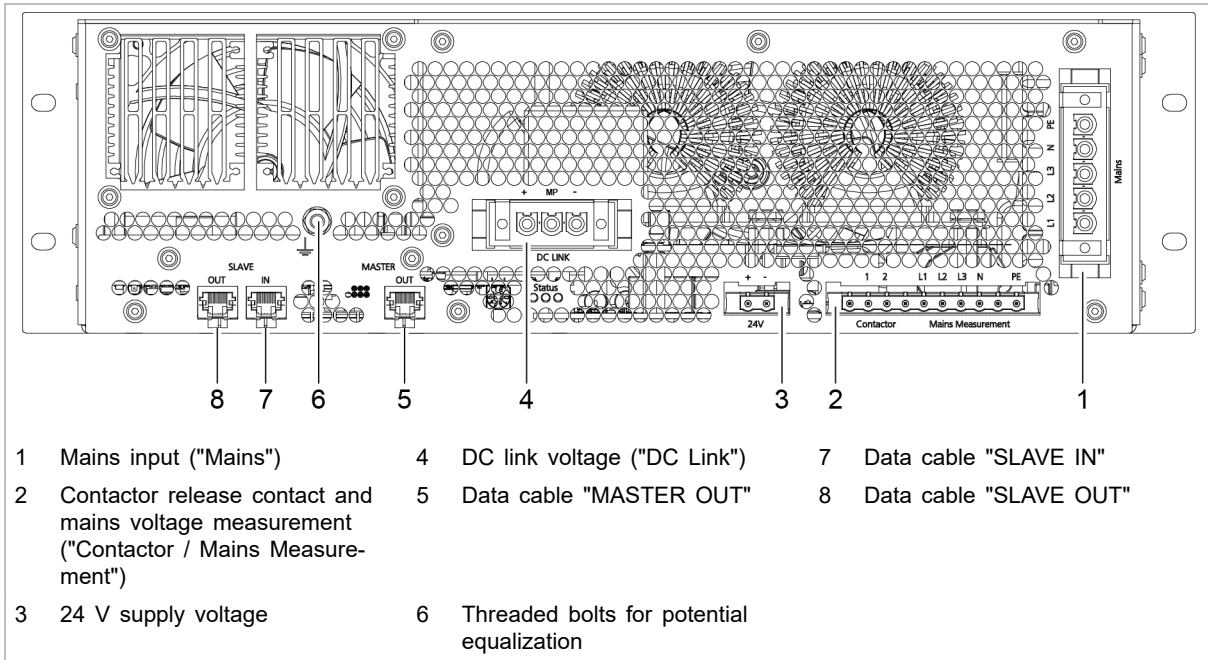 PE
N
L3
L2
L1
Mains
+ MP -
DC LINK
SLAVE
MASTER
OUT IN OUT
Status
+ -
24V
1 2 L1 L2 L3 N PE
Contactor Mains Measurement
8 7 6 5 4 3 2 1
1 Mains input ("Mains")
2 Contactor release contact and
mains voltage measurement
("Contactor / Mains Measure-
ment")
3 24 V supply voltage
4 DC link voltage ("DC Link")
5 Data cable "MASTER OUT"
6 Threaded bolts for potential
equalization
7 Data cable "SLAVE IN"
8 Data cable "SLAVE OUT"